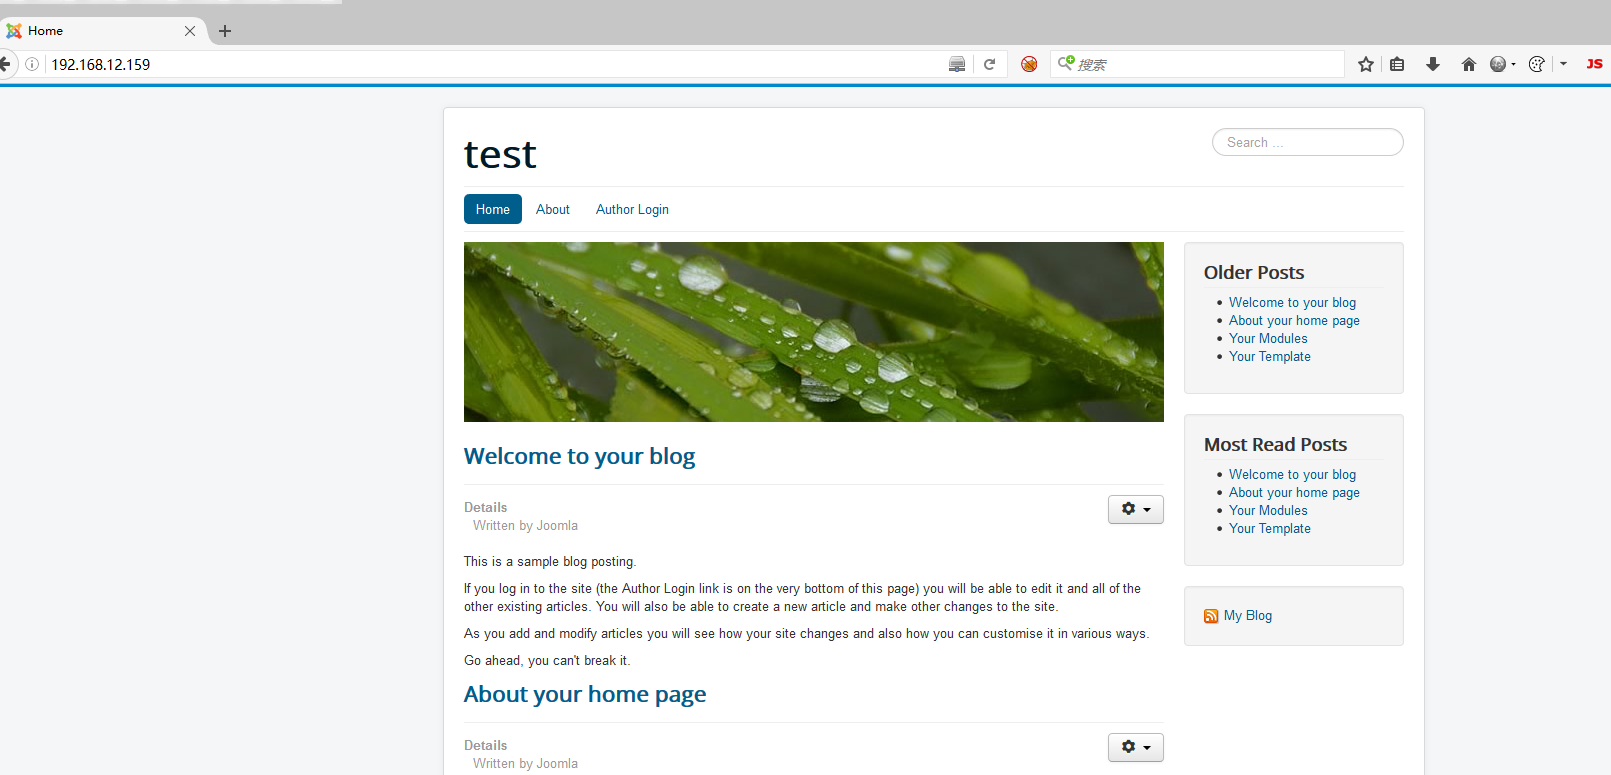 Home
192.168.12.159
搜索
JS
test
Search ...
Home
About
Author Login
Older Posts
Welcome to your blog
About your home page
Your Modules
Your Template
Welcome to your blog
Details
Written by Joomla
This is a sample blog posting.
If you log in to the site (the Author Login link is on the very bottom of this page) you will be able to edit it and all of the
other existing articles. You will also be able to create a new article and make other changes to the site.
As you add and modify articles you will see how your site changes and also how you can customise it in various ways.
Go ahead, you can't break it.
About your home page
Details
Written by Joomla
Most Read Posts
Welcome to your blog
About your home page
Your Modules
Your Template
My Blog